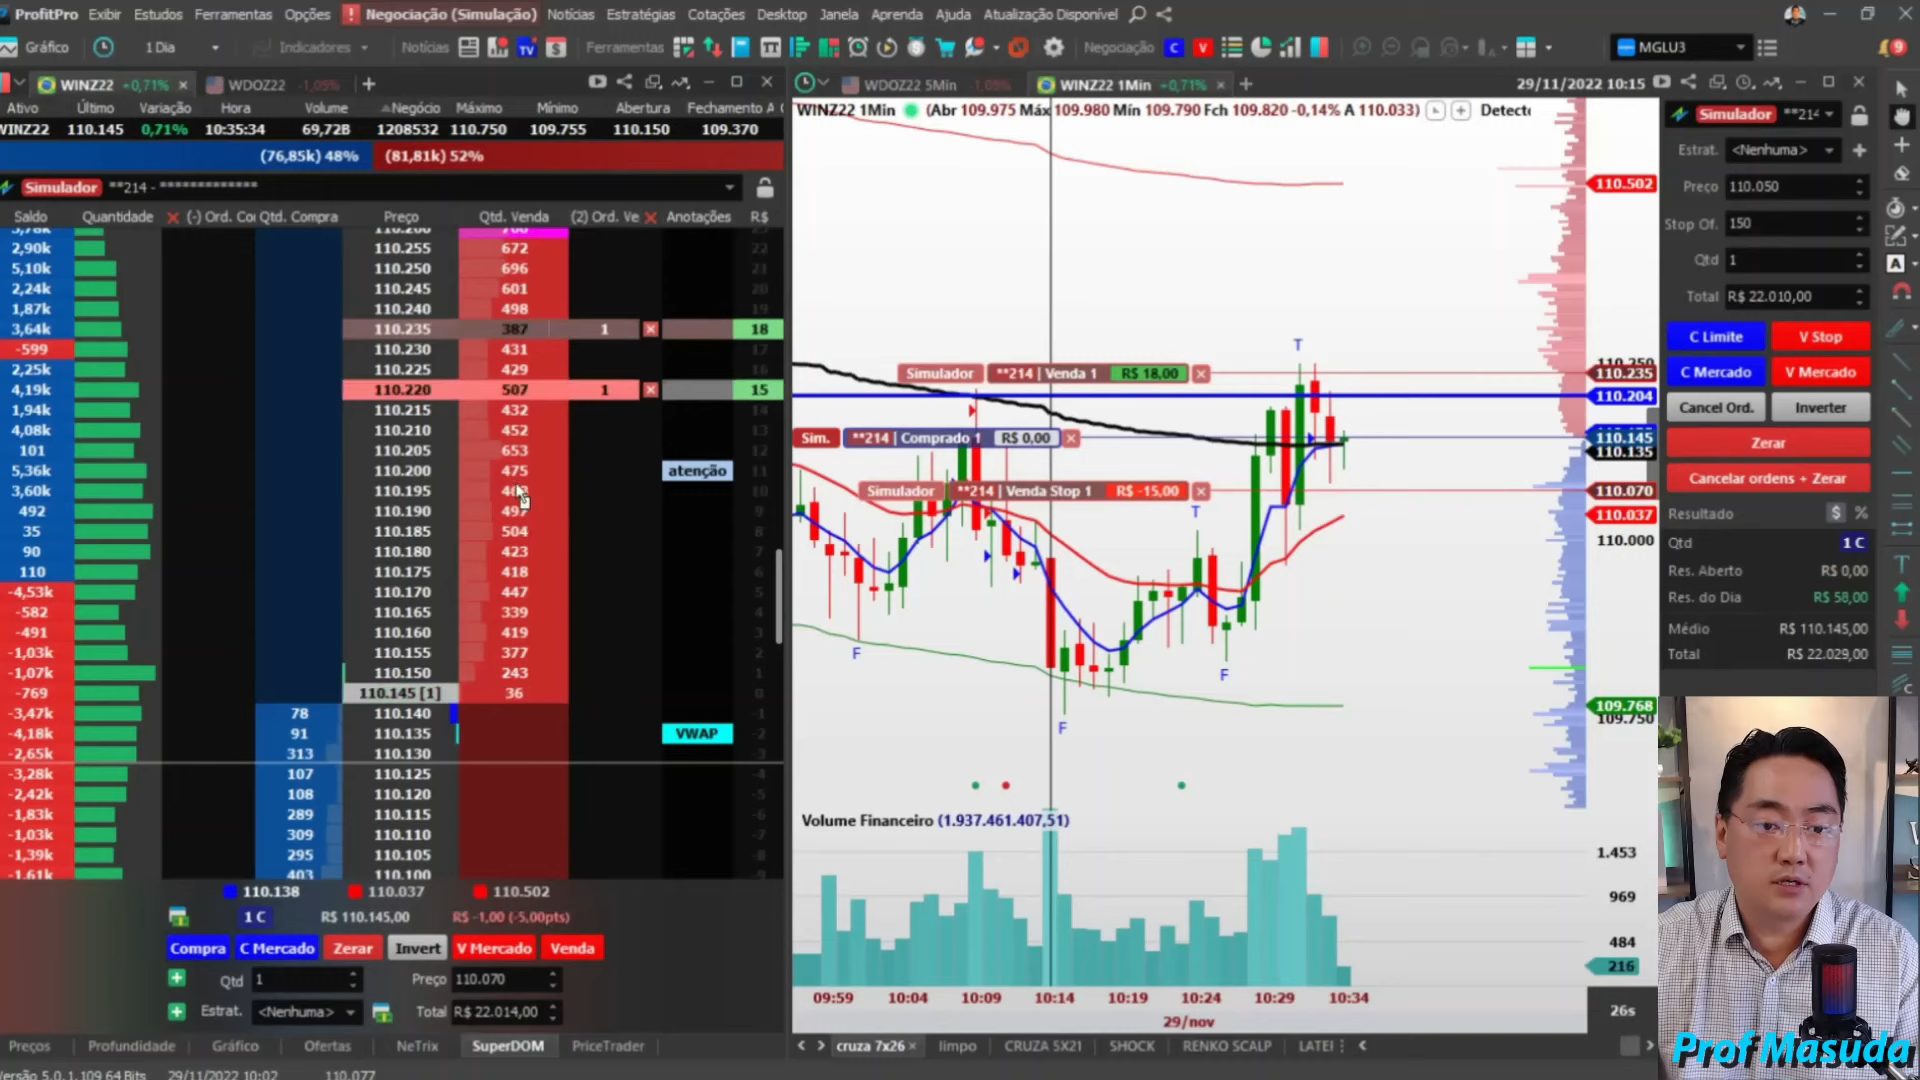 ProfitPro Exibir Estudos Ferramentas Opções ! Negociação (Simulação) Notícias Estratégias Cotações Desktop Janela Aprenda Ajuda Atualização Disponível
Gráfico 1 Dia Indicadores Notícias TV $ Ferramentas Negociação C V MGLU3 9
WINZ22 +0,71% × WDOZ22 -1,05% +
Ativo Último Variação Hora Volume Negócio Máximo Mínimo Abertura Fechamento A
WINZ22 110.145 0,71% 10:35:34 69,72B 1208532 110.750 109.755 110.150 109.370
(76,85k) 48% (81,81k) 52%
Simulador **214 - *************
Saldo Quantidade (-) Ord. Co Qtd. Compra Preço Qtd. Venda (2) Ord. Ve Anotações R$
2,90k 110.255 672 22
5,10k 110.250 696 21
2,24k 110.245 601 20
1,87k 110.240 498 19
3,64k 110.235 387 1 18
-599 110.230 431 17
2,25k 110.225 429 16
4,19k 110.220 507 1 15
1,94k 110.215 432 14
4,08k 110.210 452 13
101 110.205 653 12
5,36k 110.200 475 atenção 11
3,60k 110.195 10
492 110.190 497 9
35 110.185 504 8
90 110.180 423 7
110 110.175 418 6
-4,53k 110.170 447 5
-582 110.165 339 4
-491 110.160 419 3
-1,03k 110.155 377 2
-1,07k 110.150 243 1
-769 110.145 [1] 36 0
-3,47k 78 110.140 -1
-4,18k 91 110.135 VWAP -2
-2,65k 313 110.130 -3
-3,28k 107 110.125 -4
-2,42k 108 110.120 -5
-1,83k 289 110.115 -6
-1,03k 309 110.110 -7
-1,39k 295 110.105 -8
-1,61k 403 110.100
110.138 110.037 110.502
1 C R$ 110.145,00 R$ -1,00 (-5,00pts)
Compra C Mercado Zerar Invert V Mercado Venda
Qtd 1 Preço 110.070
Estrat. <Nenhuma> Total R$ 22.014,00
Preços Profundidade Gráfico Ofertas NeTrix SuperDOM PriceTrader
Versão 5.0.1.109 64 Bits 29/11/2022 10:02 110.077
WDOZ22 5Min -1,05% WINZ22 1Min +0,71% × + 29/11/2022 10:15
WINZ22 1Min (Abr 109.975 Máx 109.980 Mín 109.790 Fch 109.820 -0,14% A 110.033) Detect
110.502
T
110.250
Simulador **214 | Venda 1 R$ 18,00 110.235
110.204
Sim. **214 | Comprado 1 R$ 0,00 110.145
110.135
Simulador **214 | Venda Stop 1 R$ -15,00 110.070
T 110.037
110.000
F
F
109.768
109.750
F
Volume Financeiro (1.937.461.407,51)
1.453
969
484
216
09:59 10:04 10:09 10:14 10:19 10:24 10:29 10:34
29/nov 26s
cruza 7x26 × limpo CRUZA 5X21 SHOCK RENKO SCALP LATEI
Simulador **214
Estrat. <Nenhuma>
Preço 110.050
Stop Of. 150
Qtd 1
Total R$ 22.010,00
C Limite V Stop
C Mercado V Mercado
Cancel Ord. Inverter
Zerar
Cancelar ordens + Zerar
Resultado $ %
Qtd 1 C
Res. Aberto R$ 0,00
Res. do Dia R$ 58,00
Médio R$ 110.145,00
Total R$ 22.029,00
Prof Masuda